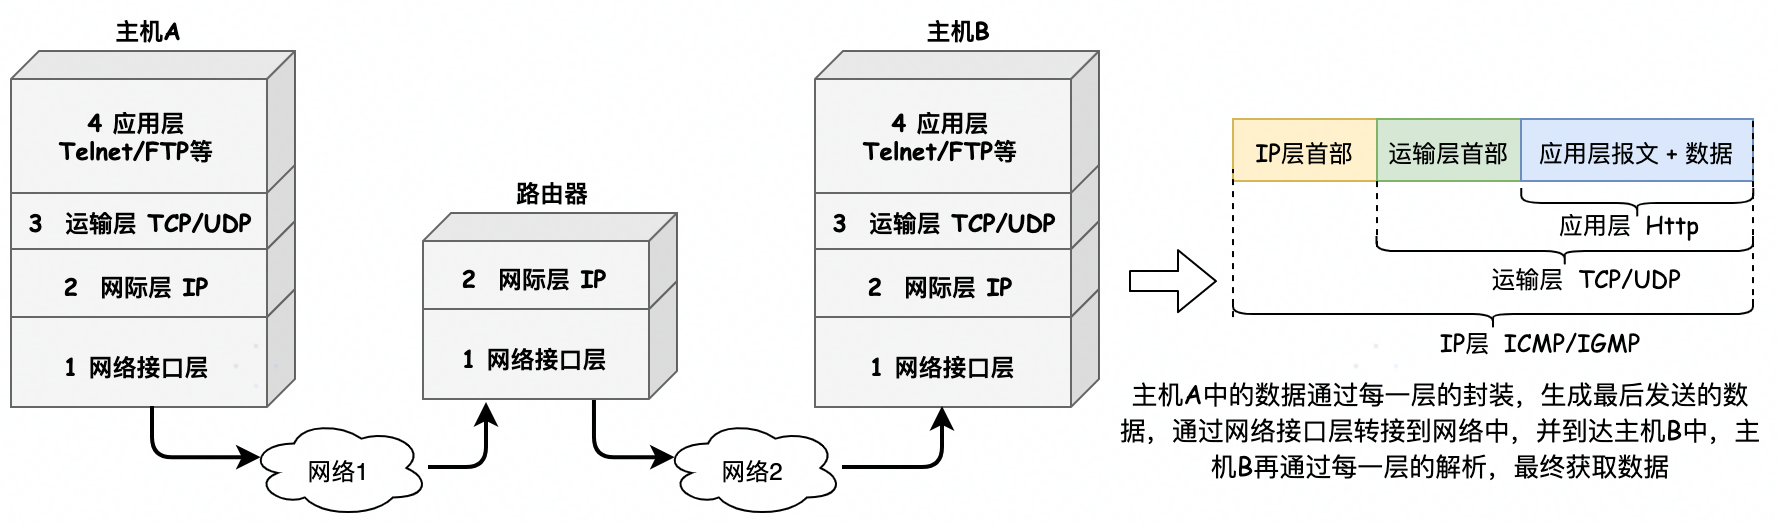 主机A
4 应用层
Telnet/FTP等
3 运输层 TCP/UDP
2 网际层 IP
1 网络接口层
网络1
路由器
2 网际层 IP
1 网络接口层
网络2
主机B
4 应用层
Telnet/FTP等
3 运输层 TCP/UDP
2 网际层 IP
1 网络接口层
IP层首部
运输层首部
应用层报文 + 数据
应用层 Http
运输层 TCP/UDP
IP层 ICMP/IGMP
主机A中的数据通过每一层的封装，生成最后发送的数
据，通过网络接口层转接到网络中，并到达主机B中，主
机B再通过每一层的解析，最终获取数据